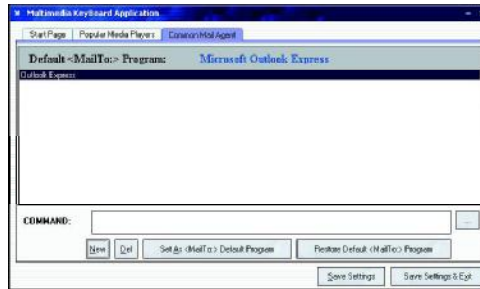 Multimedia KeyBoard Application
Start Page Popular Media Players Common Mail Agent
Default <MailTo:> Program: Microsoft Outlook Express
Outlook Express
COMMAND:
...
New Del Set As <MailTo:> Default Program Restore Default <MailTo:> Program
Save Settings Save Settings & Exit